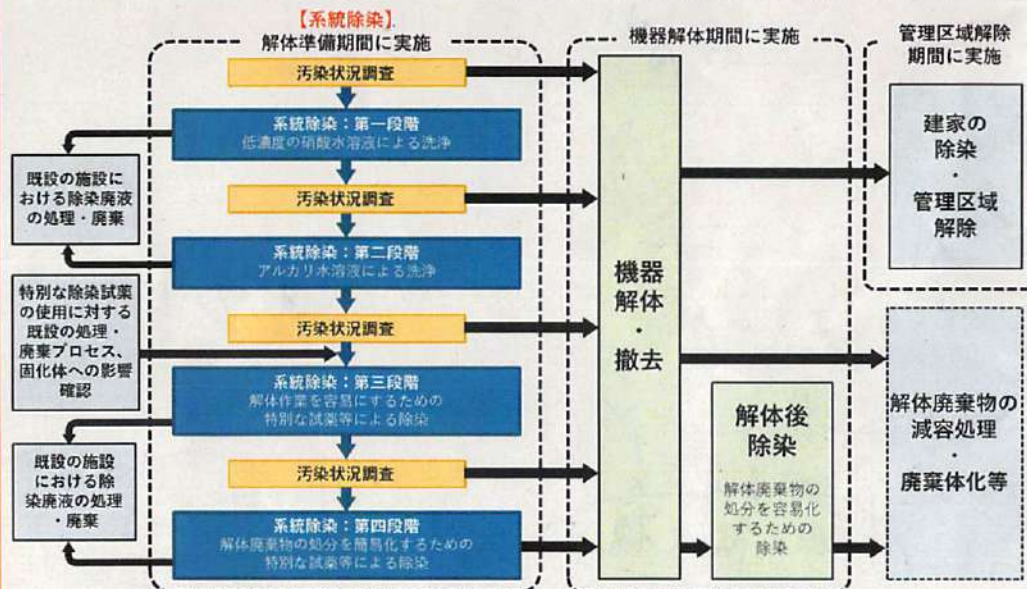 【系統除染】
解体準備期間に実施
汚染状況調査
系統除染：第一段階
低濃度の硝酸水溶液による洗浄
汚染状況調査
系統除染：第二段階
アルカリ水溶液による洗浄
汚染状況調査
系統除染：第三段階
解体作業を容易にするための
特別な試薬等による除染
汚染状況調査
系統除染：第四段階
解体廃棄物の処分を簡易化するための
特別な試薬等による除染
既設の施設に
おける除染廃液
の処理・廃棄
特別な除染試薬
の使用に対する
既設の処理・
廃棄プロセス、
固化体への影響
確認
既設の施設
における除
染廃液の処理
・廃棄
機器解体期間に実施
機器
解体
・
撤去
解体後
除染
解体廃棄物の
処分を容易化
するための
除染
管理区域解除
期間に実施
建家の
除染
・
管理区域
解除
解体廃棄物の
減容処理
・
廃棄体化等